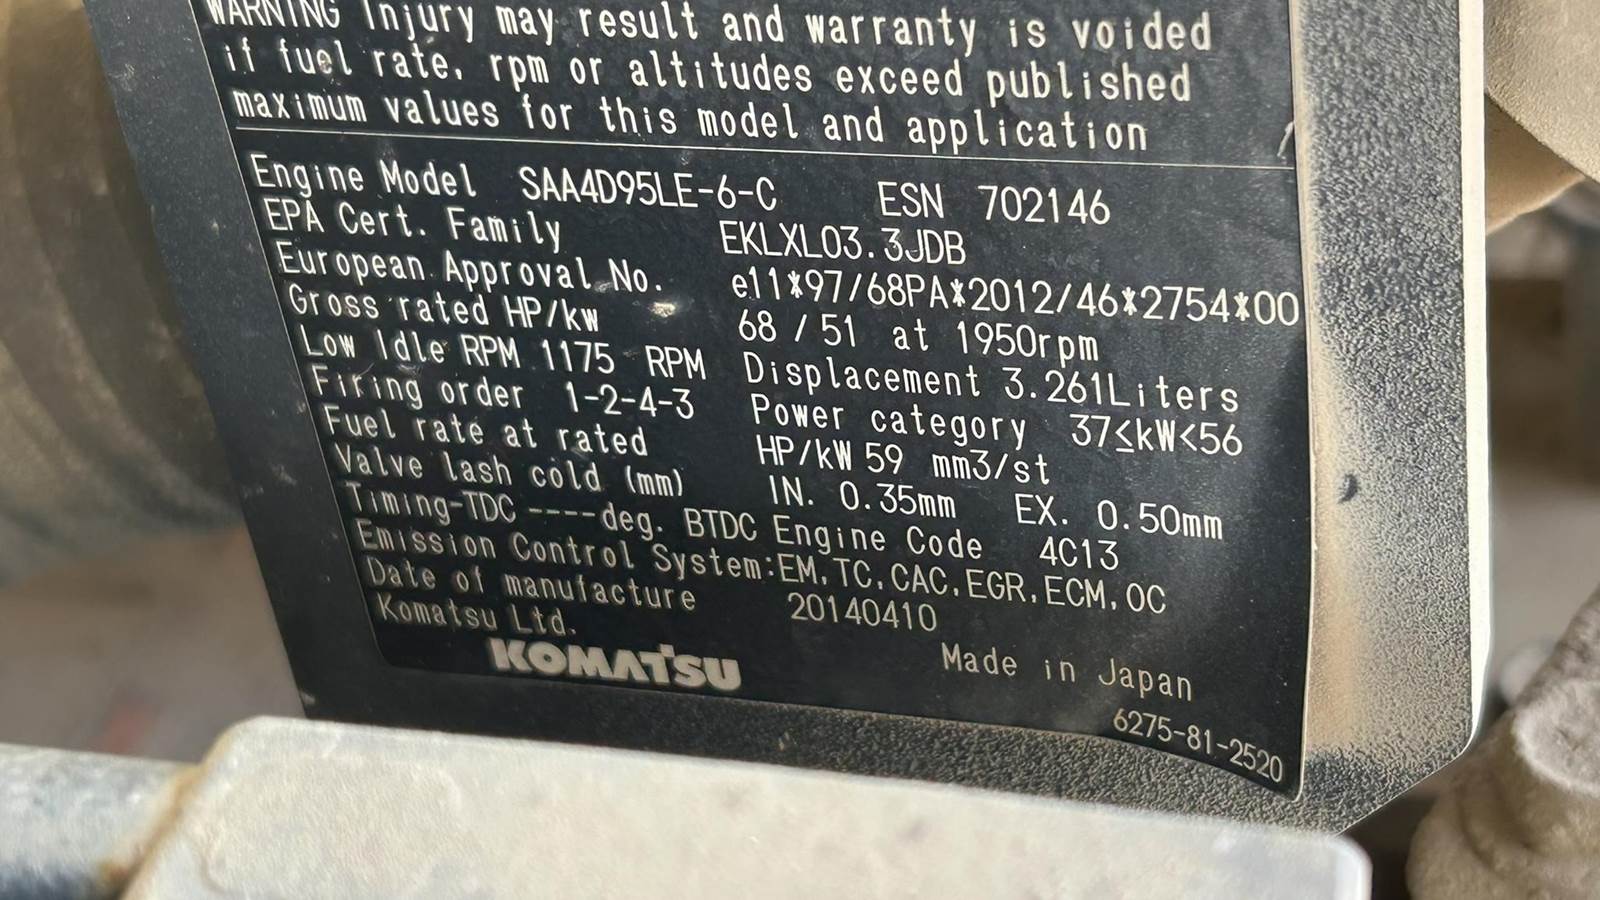 WARNING Injury may result and warranty is voided
if fuel rate, rpm or altitudes exceed published
maximum values for this model and application
Engine Model SAA4D95LE-6-C ESN 702146
EPA Cert. Family EKLXL03.3JDB
European Approval No. e11*97/68PA*2012/46*2754*00
Gross rated HP/kw 68/51 at 1950rpm
Low Idle RPM 1175 RPM Displacement 3.261Liters
Firing order 1-2-4-3 Power category 37≤kW<56
Fuel rate at rated HP/kW 59 mm3/st
Valve lash cold (mm) IN. 0.35mm EX. 0.50mm
Timing-TDC ----deg. BTDC Engine Code 4C13
Emission Control System:EM, TC, CAC, EGR, ECM, OC
Date of manufacture 20140410
Komatsu Ltd.
KOMATSU Made in Japan
6275-81-2520